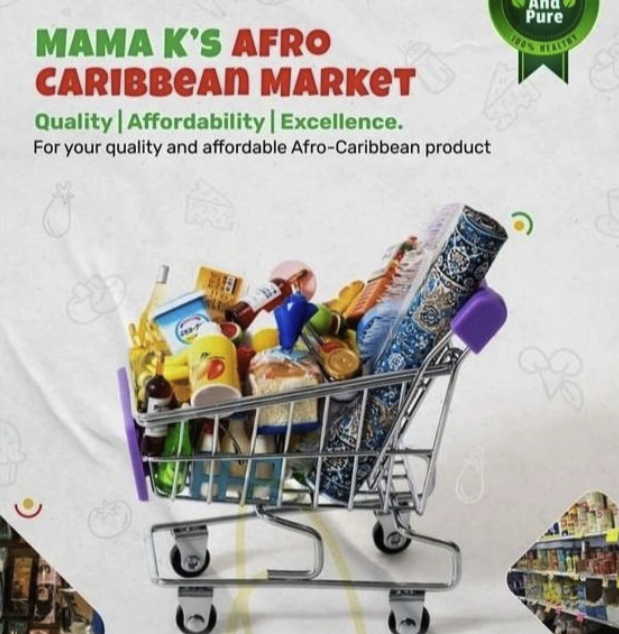 And
Pure
100% HEALTHY
MAMA K'S AFRO
CARIBBEAN MARKET
Quality | Affordability | Excellence.
For your quality and affordable Afro-Caribbean product